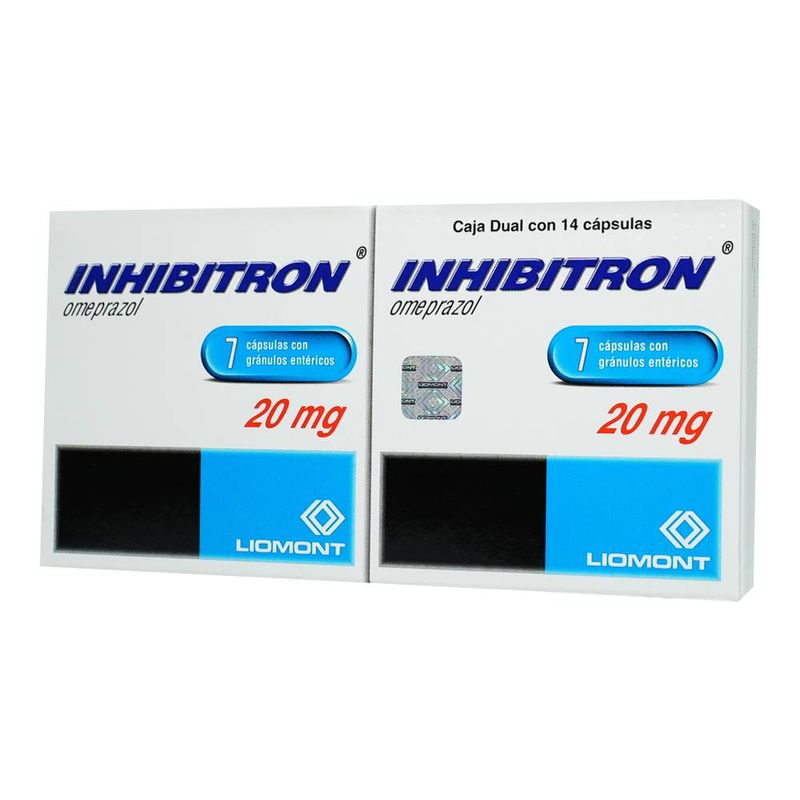 INHIBITRON®
omeprazol
7 cápsulas con
gránulos entéricos
20 mg
LIOMONT
Caja Dual con 14 cápsulas
INHIBITRON®
omeprazol
7 cápsulas con
gránulos entéricos
LIOMONT
20 mg
LIOMONT